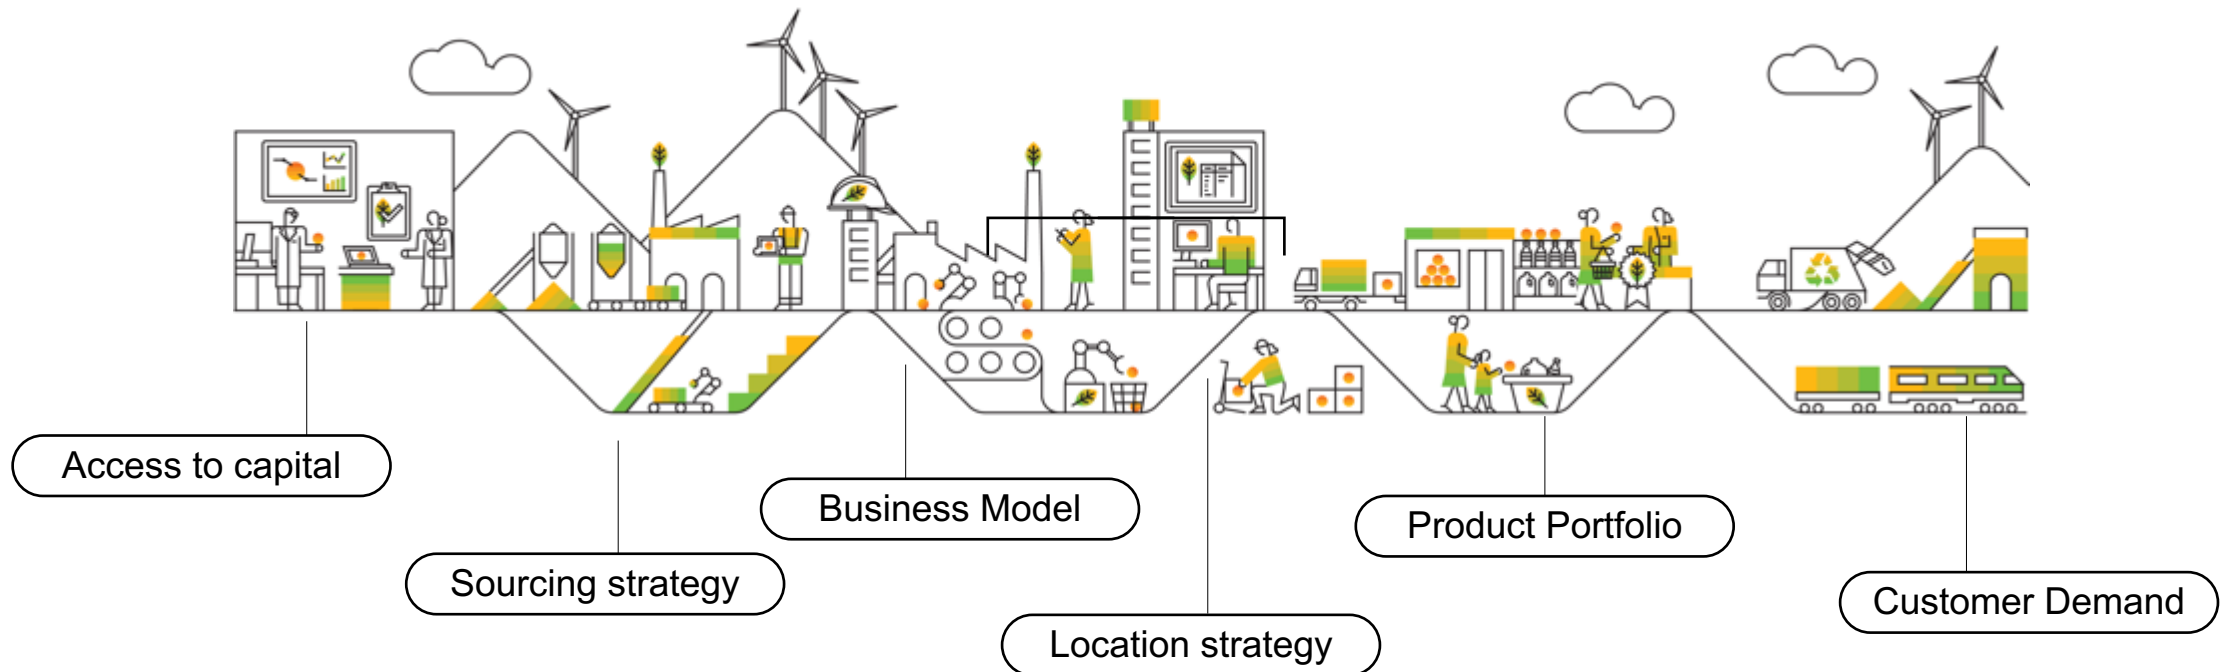 Access to capital
Sourcing strategy
Business Model
Location strategy
Product Portfolio
Customer Demand